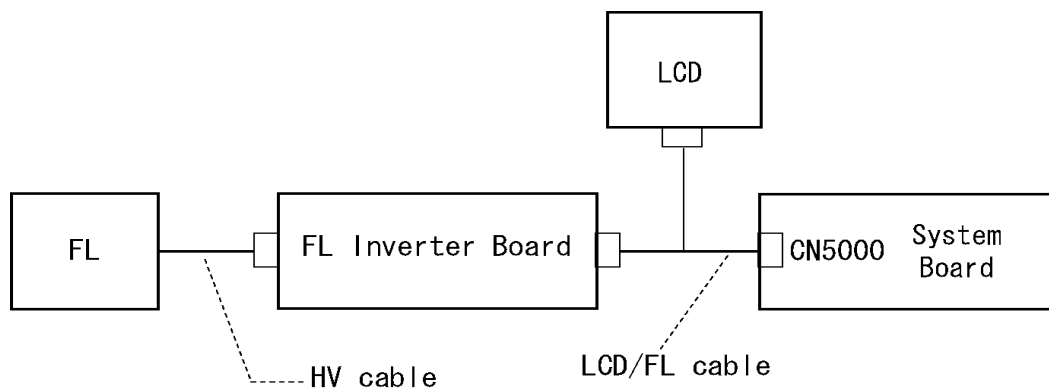 LCD
FL
FL Inverter Board
CN5000
System
Board
HV cable
LCD/FL cable